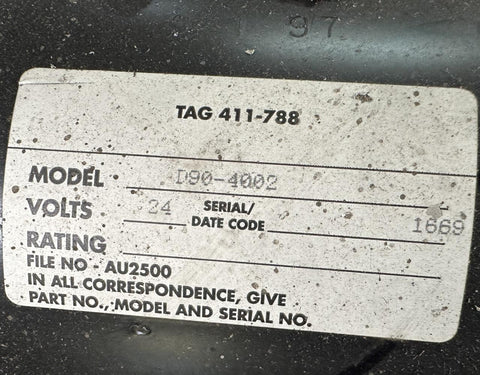 97
TAG 411-788
MODEL D90-4002
VOLTS 24 SERIAL/
DATE CODE 1669
RATING
FILE NO - AU2500
IN ALL CORRESPONDENCE, GIVE
PART NO., MODEL AND SERIAL NO.